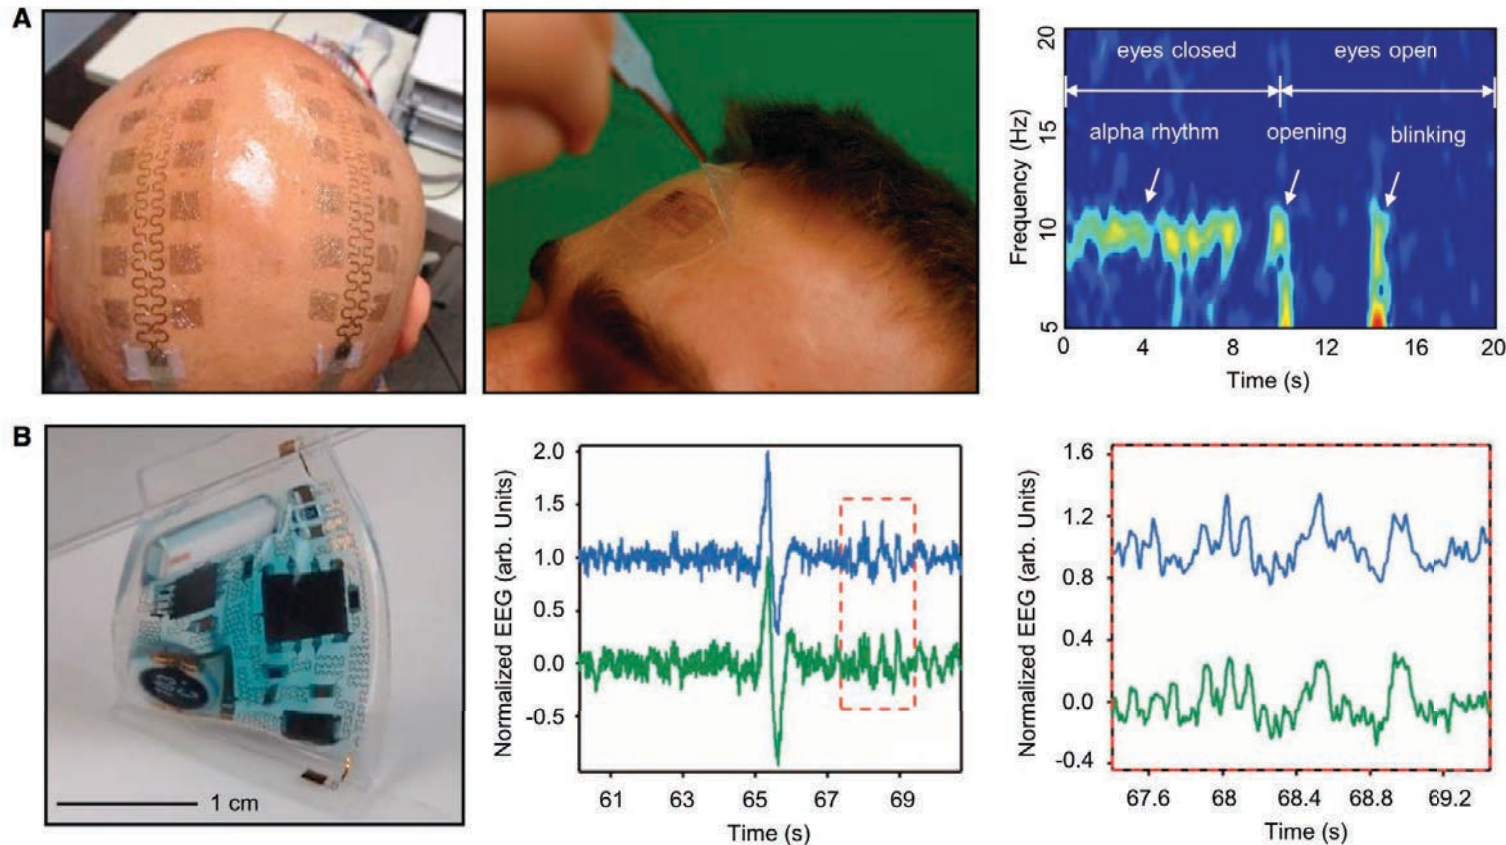 A
eyes closed
eyes open
alpha rhythm
opening
blinking
Frequency (Hz)
20
15
10
5
0
4
8
12
16
20
Time (s)
B
1 cm
Normalized EEG (arb. Units)
2.0
1.5
1.0
0.5
0.0
-0.5
61
63
65
67
69
Time (s)
Normalized EEG (arb. Units)
1.6
1.2
0.8
0.4
0.0
-0.4
67.6
68
68.4
68.8
69.2
Time (s)